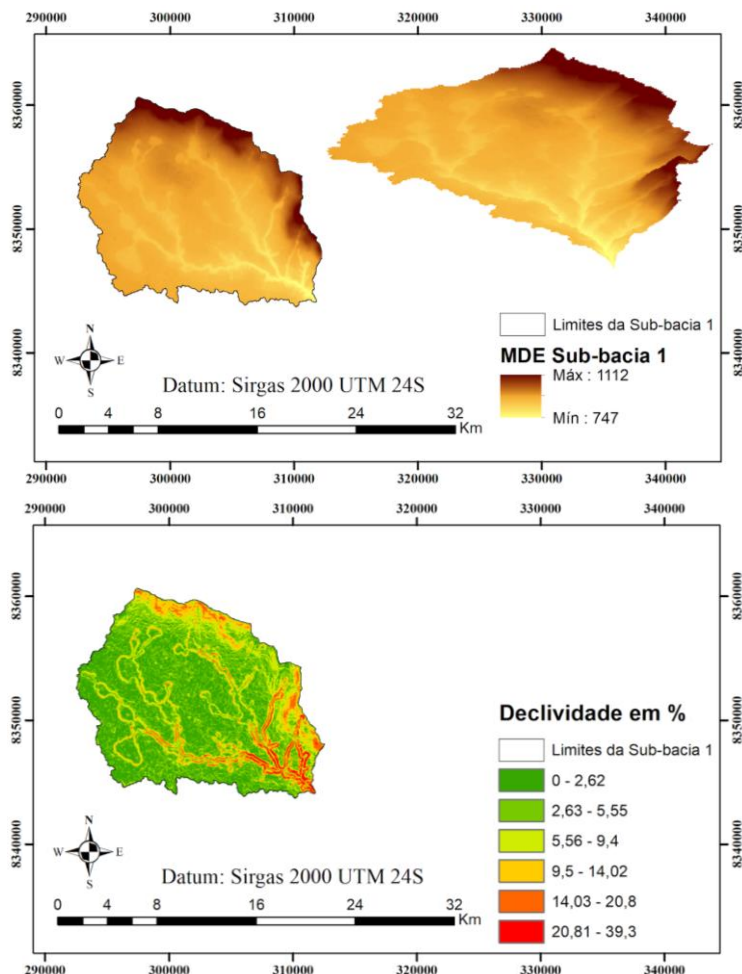 290000 300000 310000 320000 330000 340000
8360000
8360000
8350000
8350000
8340000
8340000
N
W E
S
Limites da Sub-bacia 1
MDE Sub-bacia 1
Máx : 1112
Mín : 747
Datum: Sirgas 2000 UTM 24S
0 4 8 16 24 32
Km
290000 300000 310000 320000 330000 340000
290000 300000 310000 320000 330000 340000
8360000
8360000
8350000
8350000
8340000
8340000
Declividade em %
Limites da Sub-bacia 1
0 - 2,62
2,63 - 5,55
5,56 - 9,4
9,5 - 14,02
14,03 - 20,8
20,81 - 39,3
N
W E
S
Datum: Sirgas 2000 UTM 24S
0 4 8 16 24 32
Km
290000 300000 310000 320000 330000 340000